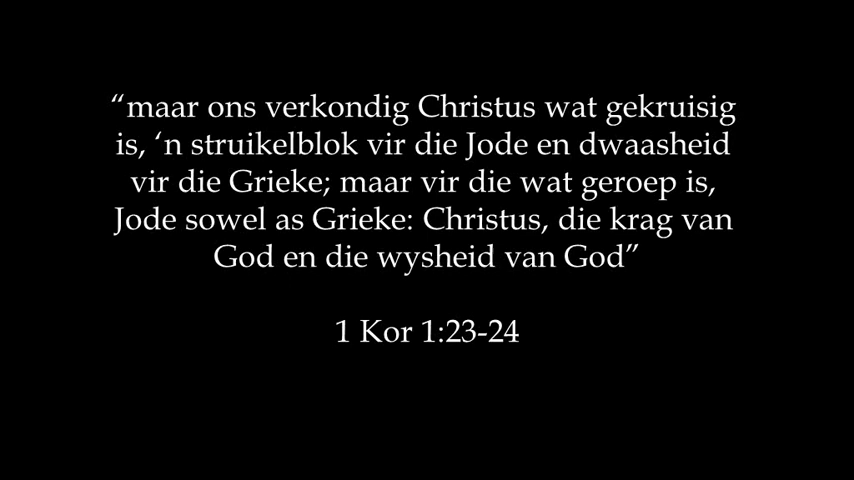 “maar ons verkondig Christus wat gekruisig
is, ‘n struikelblok vir die Jode en dwaasheid
vir die Grieke; maar vir die wat geroep is,
Jode sowel as Grieke: Christus, die krag van
God en die wysheid van God”
1 Kor 1:23-24